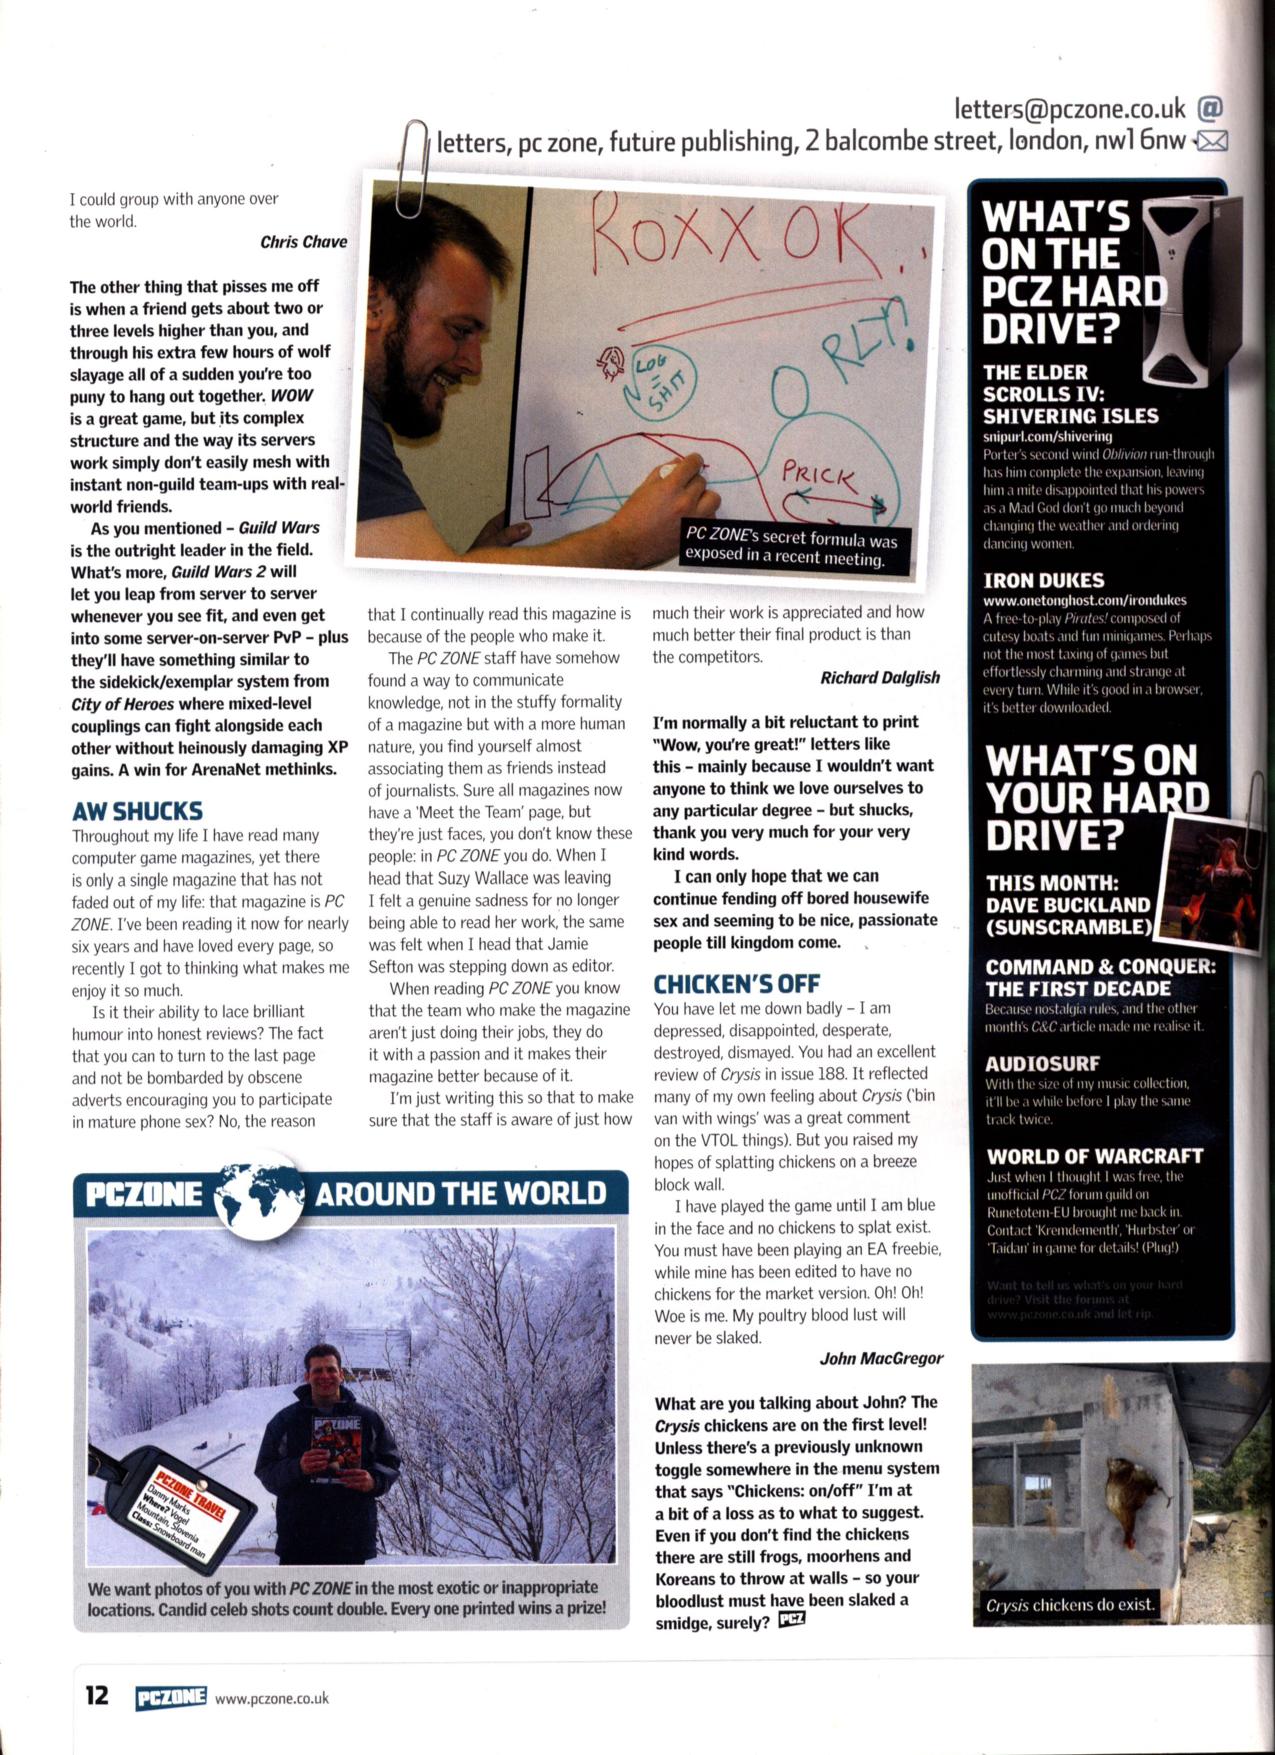 letters@pczone.co.uk @
letters, pc zone, future publishing, 2 balcombe street, london, nw1 6nw
I could group with anyone over
the world.
Chris Chave
The other thing that pisses me off
is when a friend gets about two or
three levels higher than you, and
through his extra few hours of wolf
slayage all of a sudden you're too
puny to hang out together. WOW
is a great game, but its complex
structure and the way its servers
work simply don't easily mesh with
instant non-guild team-ups with real-
world friends.
As you mentioned – Guild Wars
is the outright leader in the field.
What's more, Guild Wars 2 will
let you leap from server to server
whenever you see fit, and even get
into some server-on-server PvP – plus
they'll have something similar to
the sidekick/exemplar system from
City of Heroes where mixed-level
couplings can fight alongside each
other without heinously damaging XP
gains. A win for ArenaNet methinks.
AW SHUCKS
Throughout my life I have read many
computer game magazines, yet there
is only a single magazine that has not
faded out of my life: that magazine is PC
ZONE. I've been reading it now for nearly
six years and have loved every page, so
recently I got to thinking what makes me
enjoy it so much.
Is it their ability to lace brilliant
humour into honest reviews? The fact
that you can to turn to the last page
and not be bombarded by obscene
adverts encouraging you to participate
in mature phone sex? No, the reason
ROXXOK!
LOG
=
SHIT
O RLY?
PRICK
PC ZONE's secret formula was
exposed in a recent meeting.
that I continually read this magazine is
because of the people who make it.
The PC ZONE staff have somehow
found a way to communicate
knowledge, not in the stuffy formality
of a magazine but with a more human
nature, you find yourself almost
associating them as friends instead
of journalists. Sure all magazines now
have a 'Meet the Team' page, but
they're just faces, you don't know these
people: in PC ZONE you do. When I
head that Suzy Wallace was leaving
I felt a genuine sadness for no longer
being able to read her work, the same
was felt when I head that Jamie
Sefton was stepping down as editor.
When reading PC ZONE you know
that the team who make the magazine
aren't just doing their jobs, they do
it with a passion and it makes their
magazine better because of it.
I'm just writing this so that to make
sure that the staff is aware of just how
much their work is appreciated and how
much better their final product is than
the competitors.
Richard Dalglish
I'm normally a bit reluctant to print
"Wow, you're great!" letters like
this – mainly because I wouldn't want
anyone to think we love ourselves to
any particular degree – but shucks,
thank you very much for your very
kind words.
I can only hope that we can
continue fending off bored housewife
sex and seeming to be nice, passionate
people till kingdom come.
CHICKEN'S OFF
You have let me down badly – I am
depressed, disappointed, desperate,
destroyed, dismayed. You had an excellent
review of Crysis in issue 188. It reflected
many of my own feeling about Crysis ('bin
van with wings' was a great comment
on the VTOL things). But you raised my
hopes of splatting chickens on a breeze
block wall.
I have played the game until I am blue
in the face and no chickens to splat exist.
You must have been playing an EA freebie,
while mine has been edited to have no
chickens for the market version. Oh! Oh!
Woe is me. My poultry blood lust will
never be slaked.
John MacGregor
What are you talking about John? The
Crysis chickens are on the first level!
Unless there's a previously unknown
toggle somewhere in the menu system
that says "Chickens: on/off" I'm at
a bit of a loss as to what to suggest.
Even if you don't find the chickens
there are still frogs, moorhens and
Koreans to throw at walls – so your
bloodlust must have been slaked a
smidge, surely? PCZ
PCZONE AROUND THE WORLD
PCZONE
PCZONE TRAVEL
Danny Marks
Where? Vogel
Mountain, Slovenia
Class: Snowboard man
We want photos of you with PC ZONE in the most exotic or inappropriate
locations. Candid celeb shots count double. Every one printed wins a prize!
WHAT'S
ON THE
PCZ HARD
DRIVE?
THE ELDER
SCROLLS IV:
SHIVERING ISLES
snipurl.com/shivering
Porter's second wind Oblivion run-through
has him complete the expansion, leaving
him a mite disappointed that his powers
as a Mad God don't go much beyond
changing the weather and ordering
dancing women.
IRON DUKES
www.onetonghost.com/irondukes
A free-to-play Pirates! composed of
cutesy boats and fun minigames. Perhaps
not the most taxing of games but
effortlessly charming and strange at
every turn. While it's good in a browser,
it's better downloaded.
WHAT'S ON
YOUR HARD
DRIVE?
THIS MONTH:
DAVE BUCKLAND
(SUNSCRAMBLE)
COMMAND & CONQUER:
THE FIRST DECADE
Because nostalgia rules, and the other
month's C&C article made me realise it.
AUDIOSURF
With the size of my music collection,
it'll be a while before I play the same
track twice.
WORLD OF WARCRAFT
Just when I thought I was free, the
unofficial PCZ forum guild on
Runetotem-EU brought me back in.
Contact 'Kremdementh', 'Hurbster' or
'Taidan' in game for details! (Plug!)
Want to tell us what's on your hard
drive? Visit the forums at
www.pczone.co.uk and let rip.
Crysis chickens do exist.
12 PCZONE www.pczone.co.uk